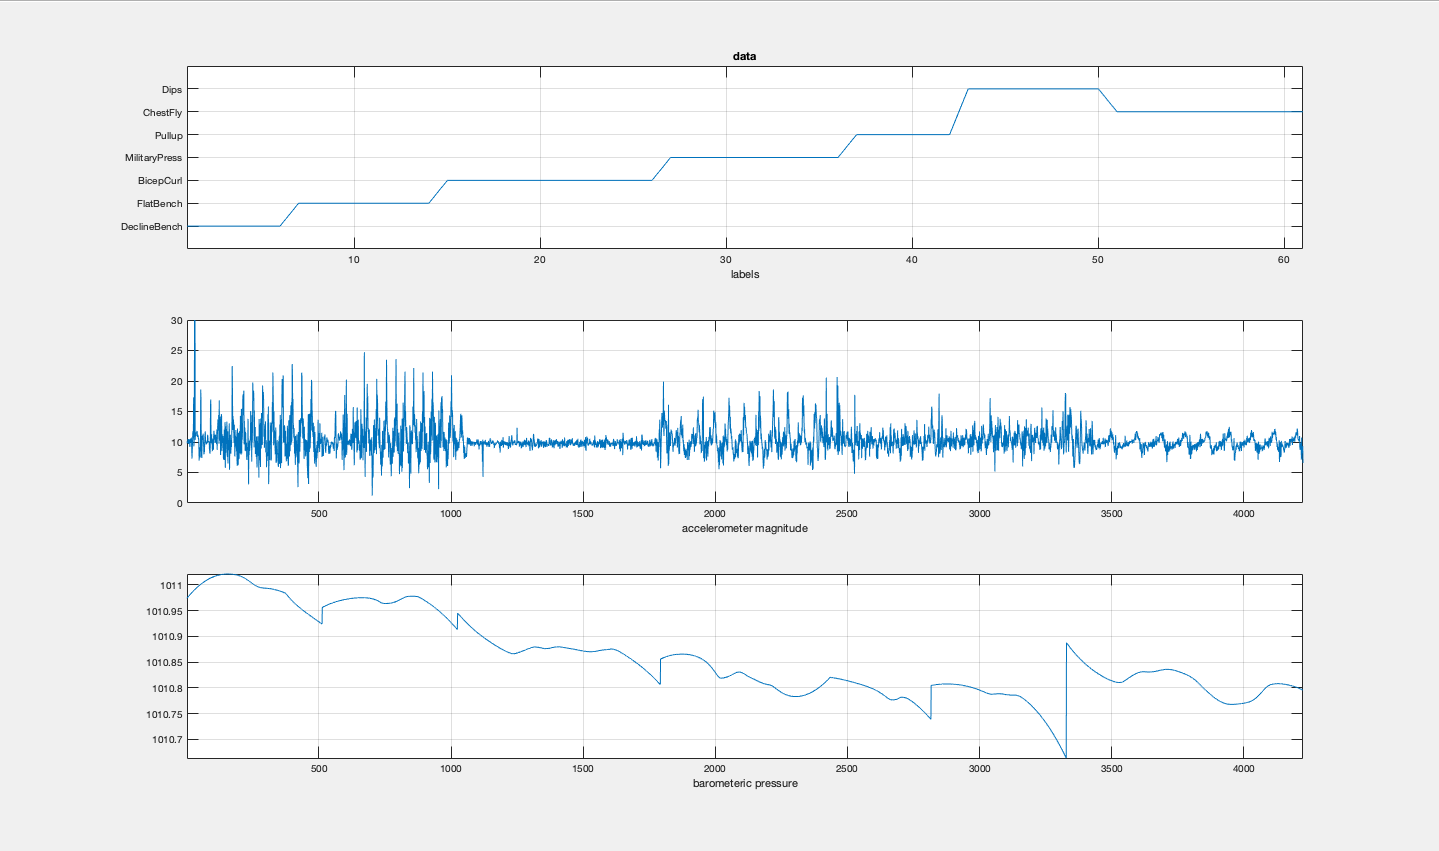 data
Dips
ChestFly
Pullup
MilitaryPress
BicepCurl
FlatBench
DeclineBench
10 20 30 40 50 60
labels
30
25
20
15
10
5
0
500 1000 1500 2000 2500 3000 3500 4000
accelerometer magnitude
1011
1010.95
1010.9
1010.85
1010.8
1010.75
1010.7
500 1000 1500 2000 2500 3000 3500 4000
barometeric pressure